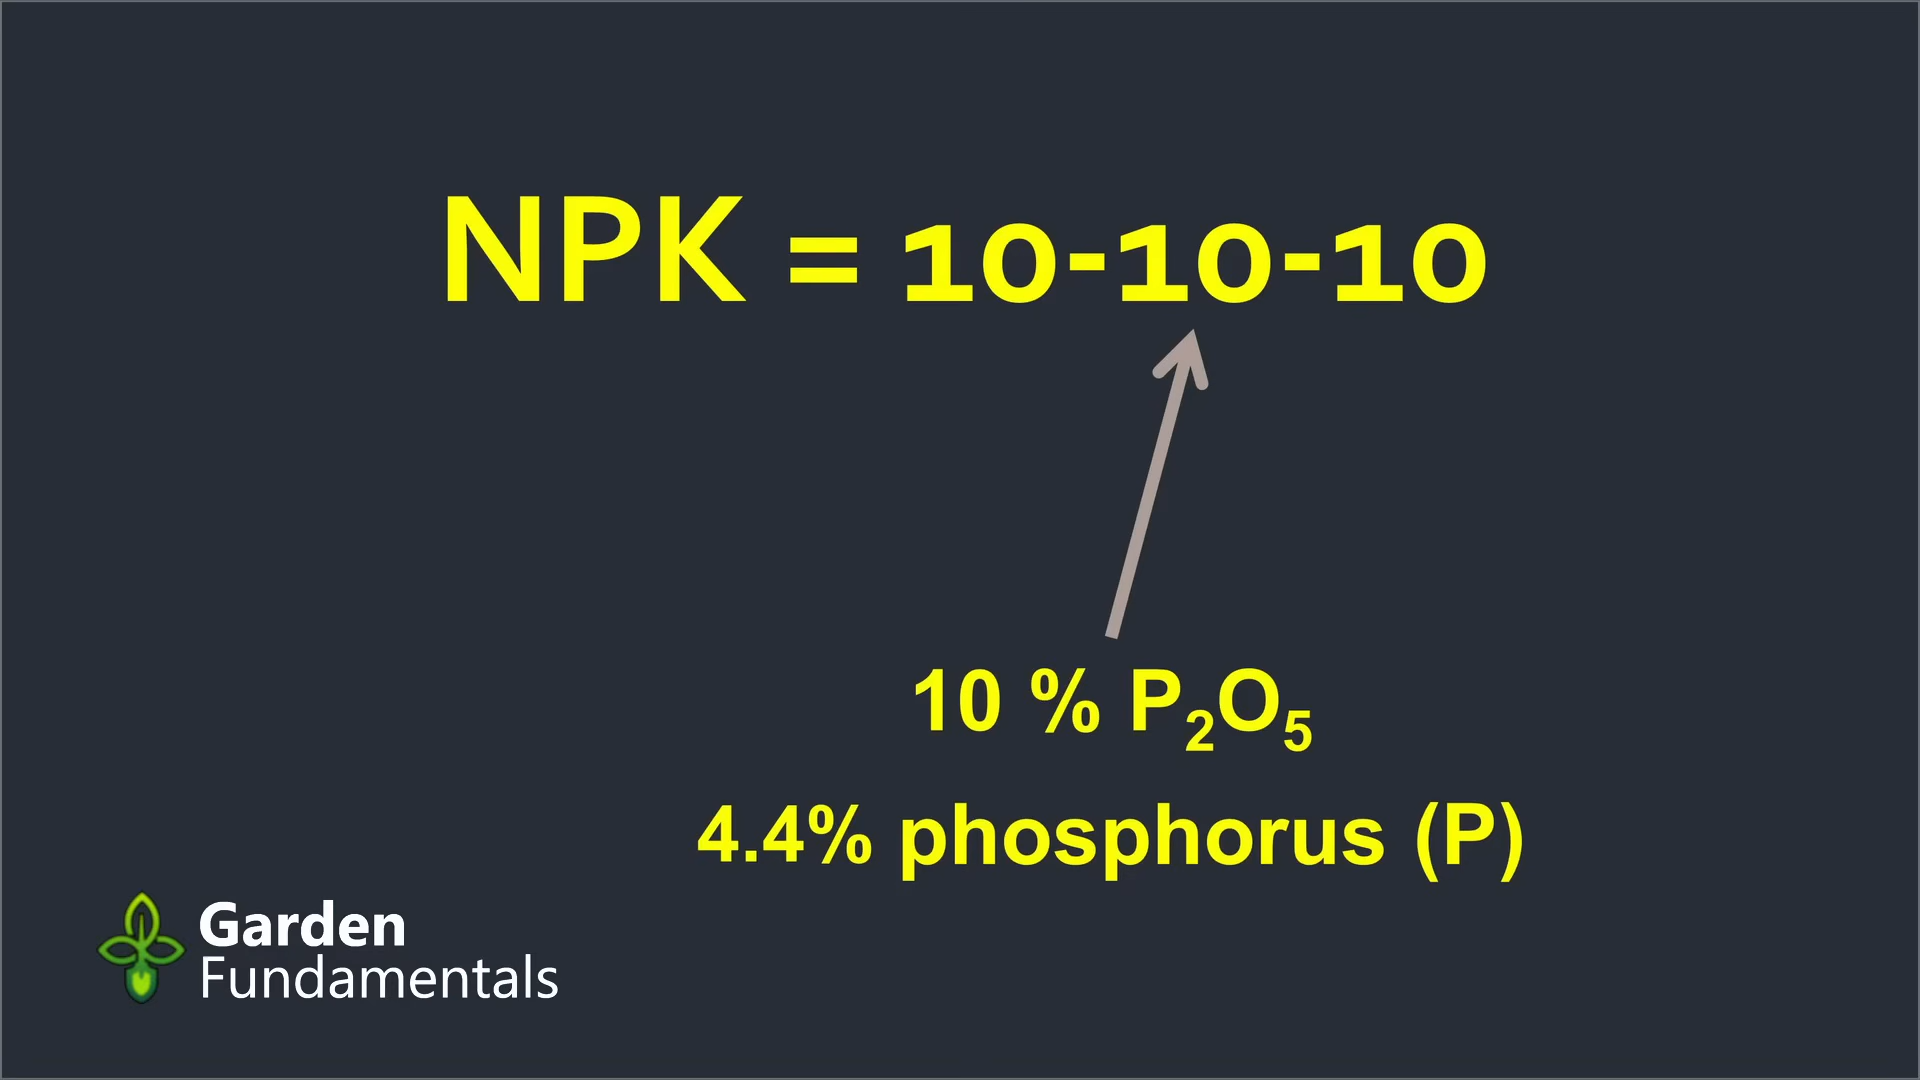 NPK = 10-10-10
10 % P₂O₅
4.4% phosphorus (P)
Garden
Fundamentals